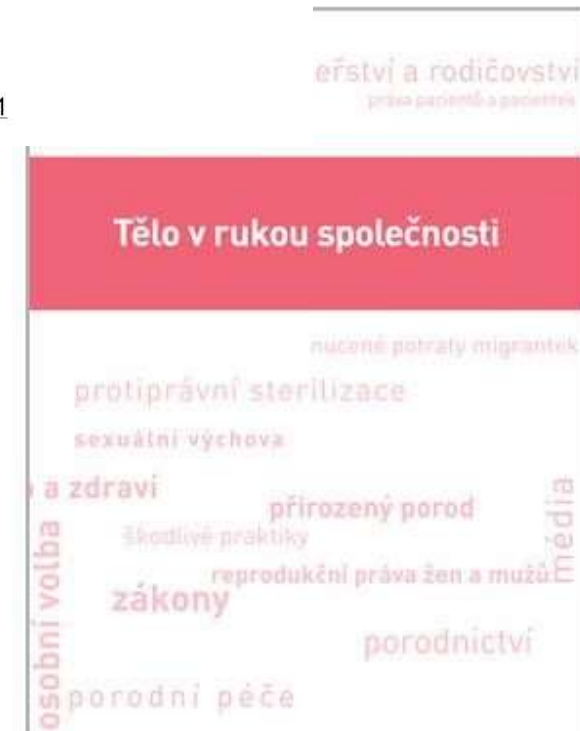 eřství a rodičovství
práva pacientů a pacientek
1
Tělo v rukou společnosti
nucené potraty migrantek
protiprávní sterilizace
sexuální výchova
a zdraví
přirozený porod
škodlivé praktiky
média
reprodukční práva žen a mužů
zákony
osobní volba
porodnictví
porodní péče